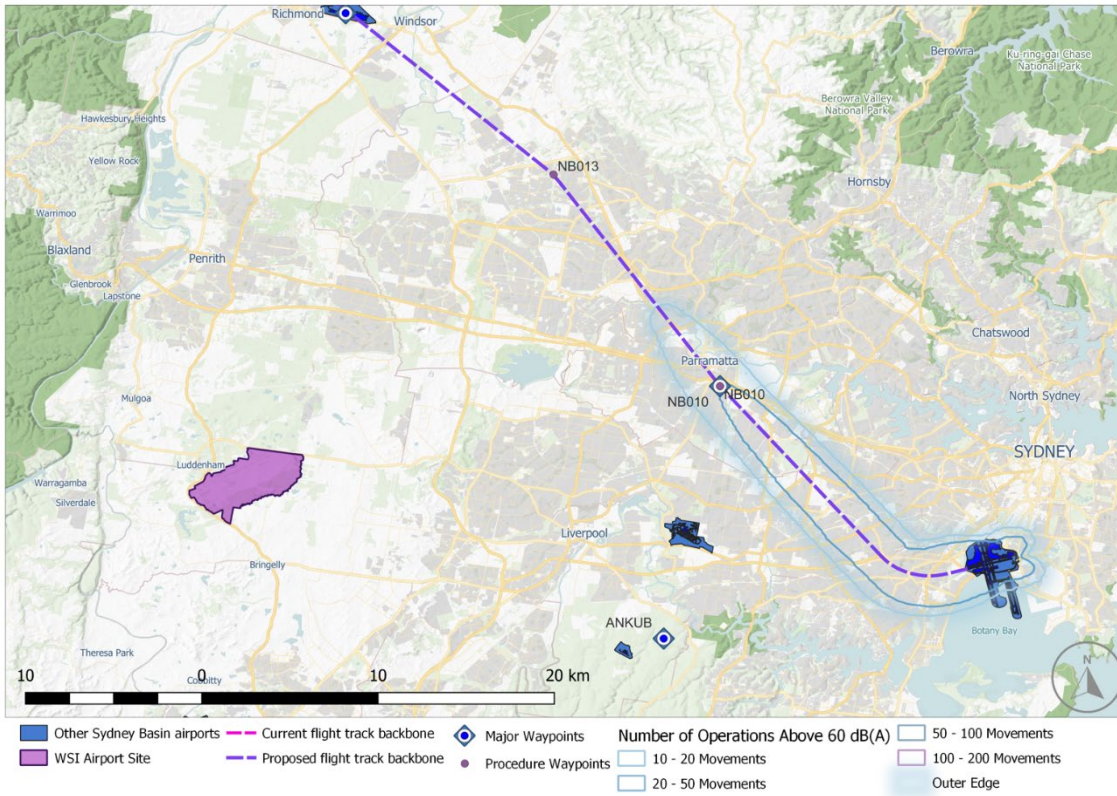 Richmond
Windsor
Berowra
Ku-ring-gai Chase
National Park
Berowra Valley
National Park
Hawkesbury Heights
Yellow Rock
NB013
Hornsby
Warrimoo
Blaxland
Penrith
Glenbrook
Lapstone
Chatswood
Parramatta
NB010
NB010
North Sydney
Mulgoa
SYDNEY
Luddenham
Warragamba
Silverdale
Liverpool
Bringelly
ANKUB
Botany Bay
N
Theresa Park
10 0 10 20 km
Cobbitty
Other Sydney Basin airports
WSI Airport Site
Current flight track backbone
Proposed flight track backbone
Major Waypoints
Procedure Waypoints
Number of Operations Above 60 dB(A)
10 - 20 Movements
20 - 50 Movements
50 - 100 Movements
100 - 200 Movements
Outer Edge